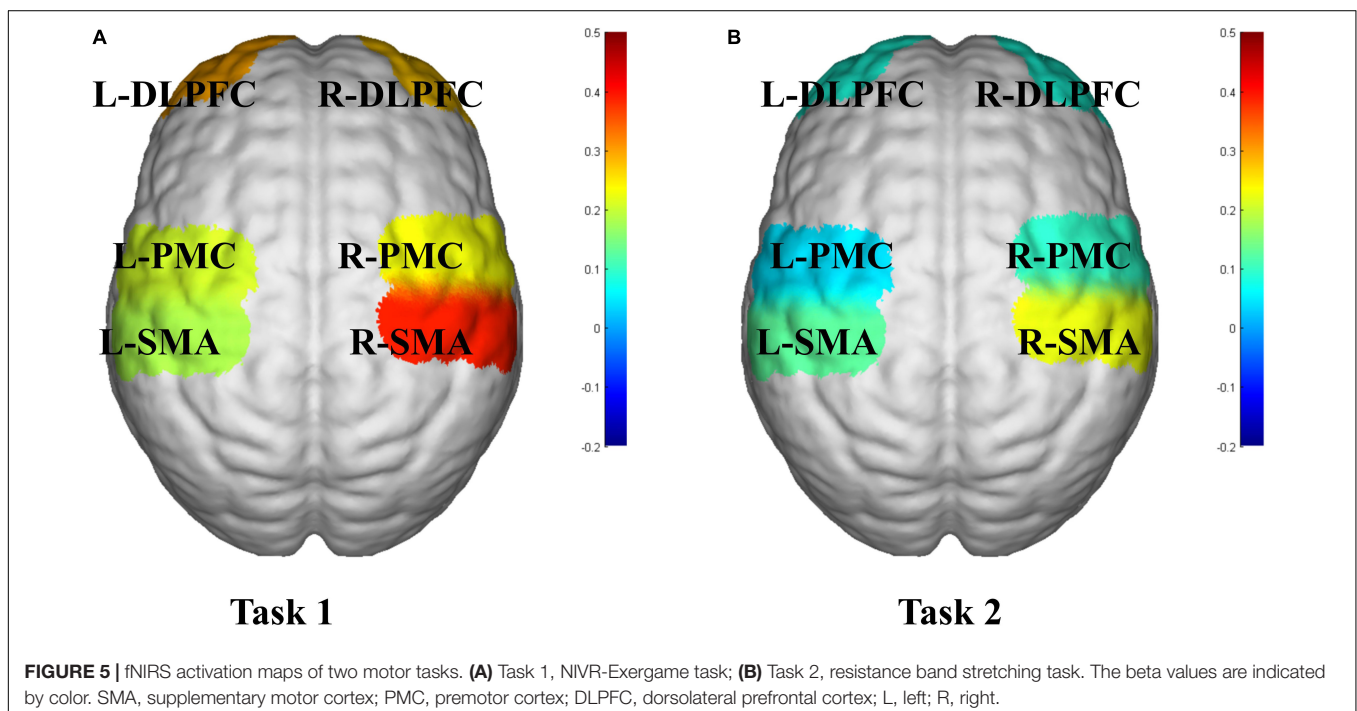 A
B
0.5
0.4
0.3
0.2
0.1
0
-0.1
-0.2
0.5
0.4
0.3
0.2
0.1
0
-0.1
-0.2
L-DLPFC R-DLPFC
L-PMC R-PMC
L-SMA R-SMA
L-DLPFC R-DLPFC
L-PMC R-PMC
L-SMA R-SMA
Task 1
Task 2
FIGURE 5 | fNIRS activation maps of two motor tasks. (A) Task 1, NIVR-Exergame task; (B) Task 2, resistance band stretching task. The beta values are indicated
by color. SMA, supplementary motor cortex; PMC, premotor cortex; DLPFC, dorsolateral prefrontal cortex; L, left; R, right.